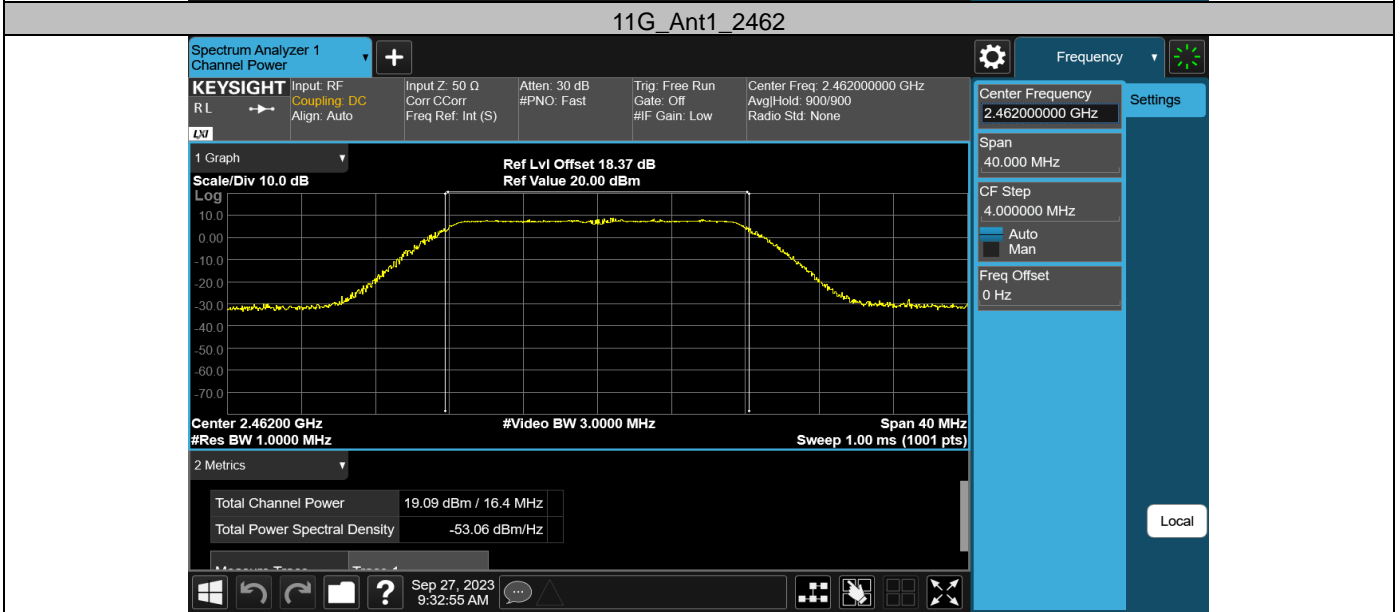 11G_Ant1_2462
Spectrum Analyzer 1
Channel Power
+
Frequency
KEYSIGHT
R L
LXI
Input: RF
Coupling: DC
Align: Auto
Input Z: 50 Ω
Corr CCorr
Freq Ref: Int (S)
Atten: 30 dB
#PNO: Fast
Trig: Free Run
Gate: Off
#IF Gain: Low
Center Freq: 2.462000000 GHz
Avg|Hold: 900/900
Radio Std: None
Center Frequency
2.462000000 GHz
Settings
Span
40.000 MHz
CF Step
4.000000 MHz
Auto
Man
Freq Offset
0 Hz
Local
1 Graph
Scale/Div 10.0 dB
Ref Lvl Offset 18.37 dB
Ref Value 20.00 dBm
Log
10.0
0.00
-10.0
-20.0
-30.0
-40.0
-50.0
-60.0
-70.0
Center 2.46200 GHz
#Res BW 1.0000 MHz
#Video BW 3.0000 MHz
Span 40 MHz
Sweep 1.00 ms (1001 pts)
2 Metrics
Total Channel Power 19.09 dBm / 16.4 MHz
Total Power Spectral Density -53.06 dBm/Hz
Measure Trace Trace 1
?
Sep 27, 2023
9:32:55 AM